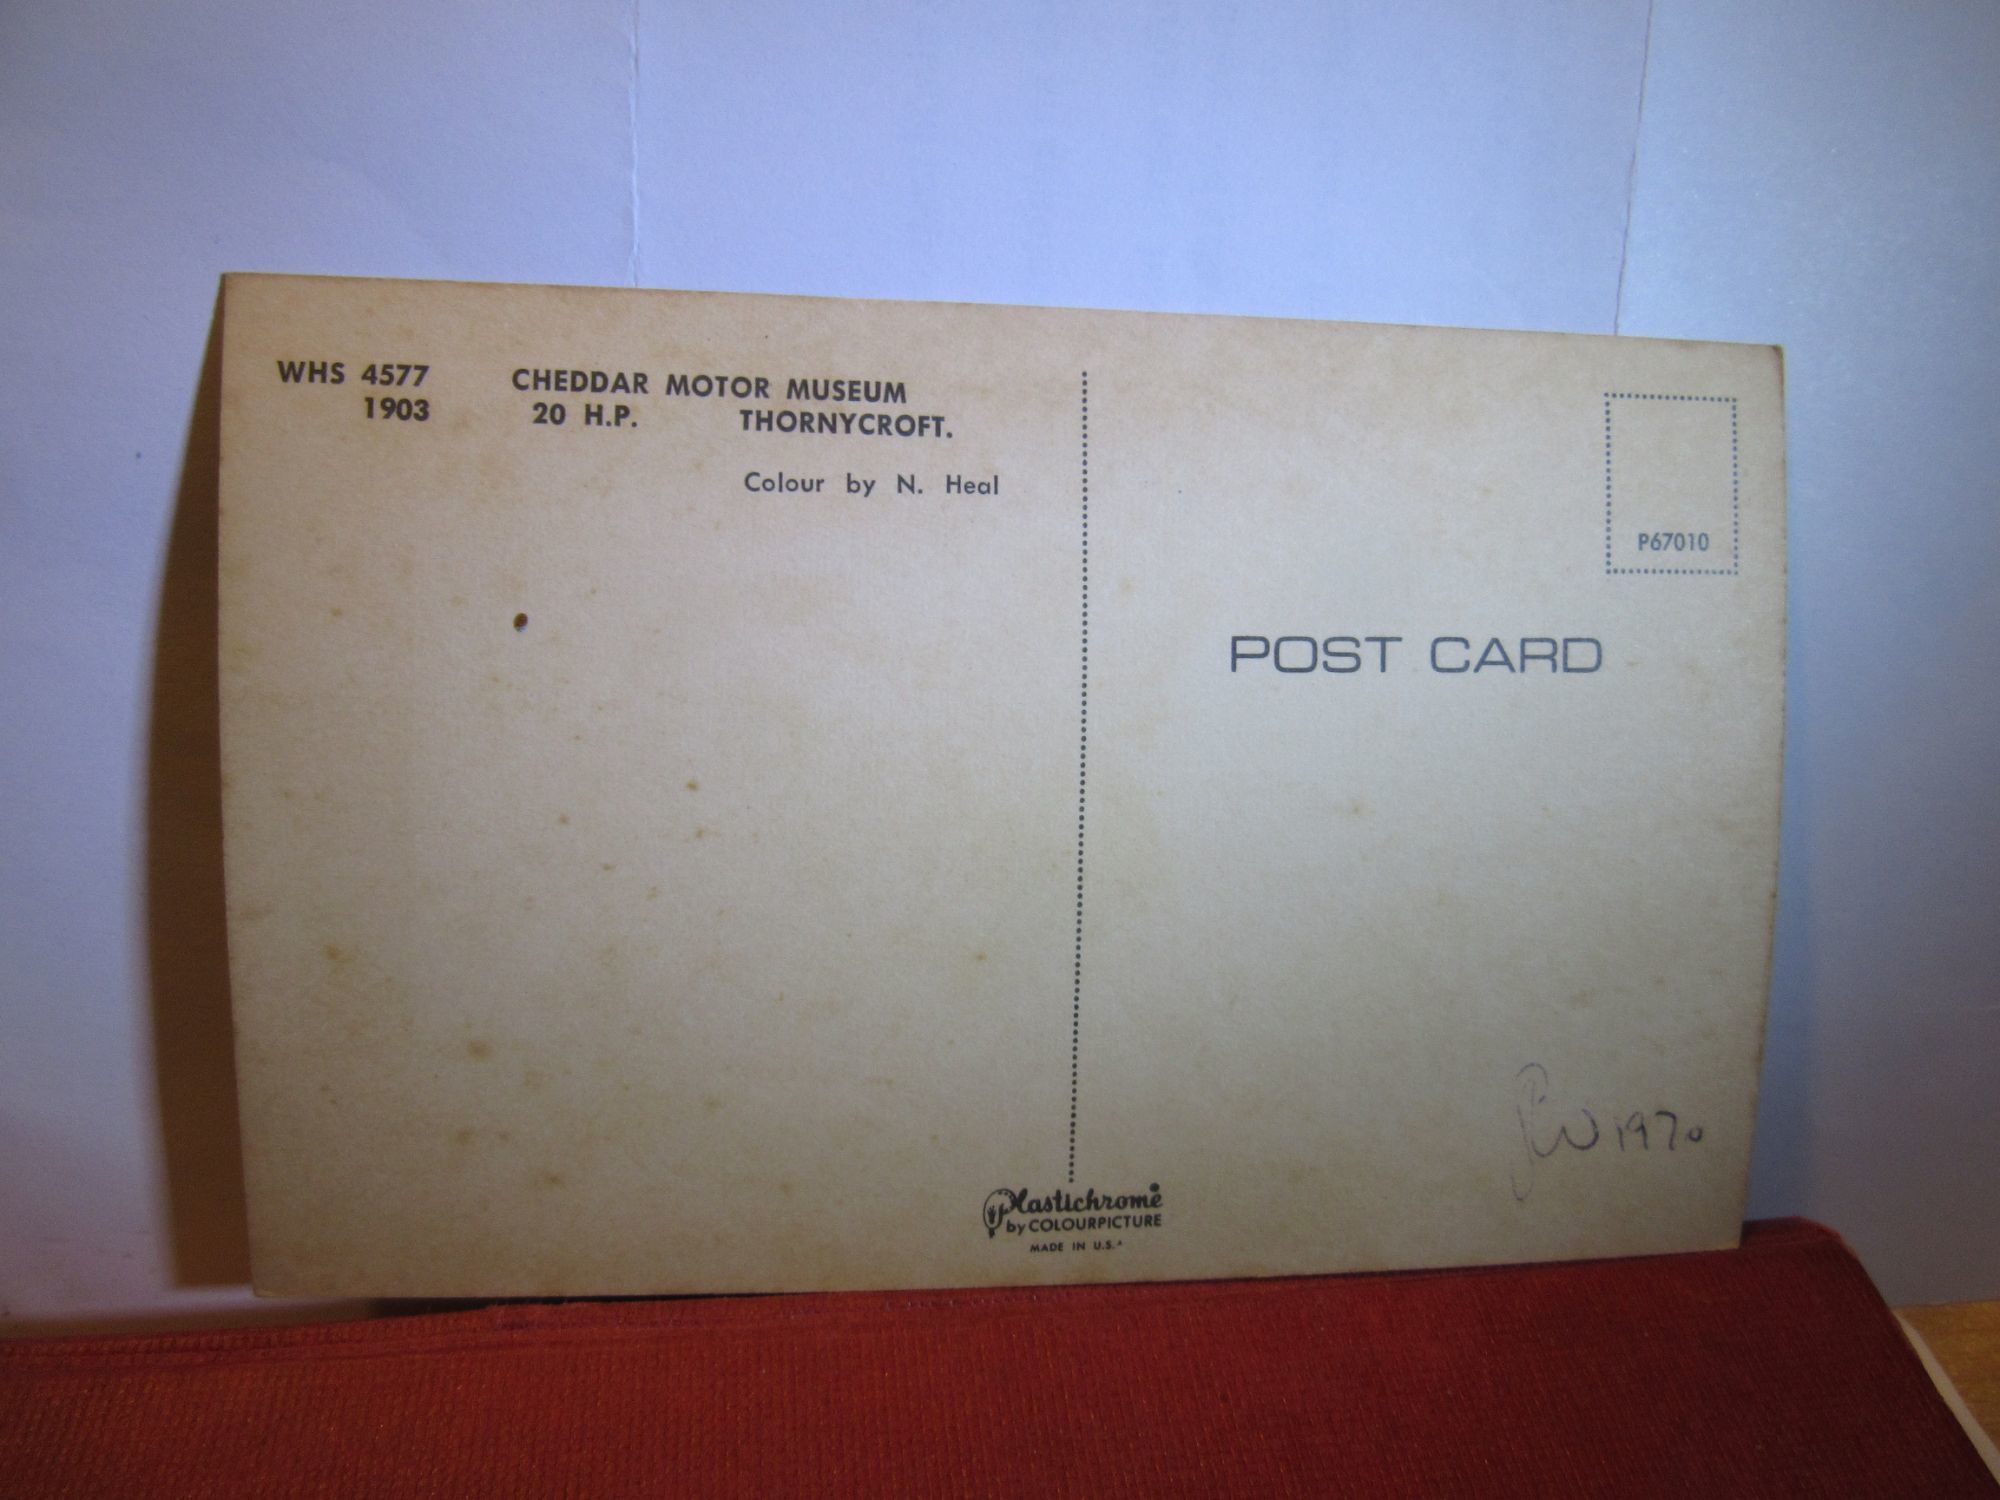 WHS 4577 CHEDDAR MOTOR MUSEUM
1903 20 H.P. THORNYCROFT.
Colour by N. Heal
P67010
POST CARD
1970
Plastichrome
by COLOURPICTURE
MADE IN U.S.A